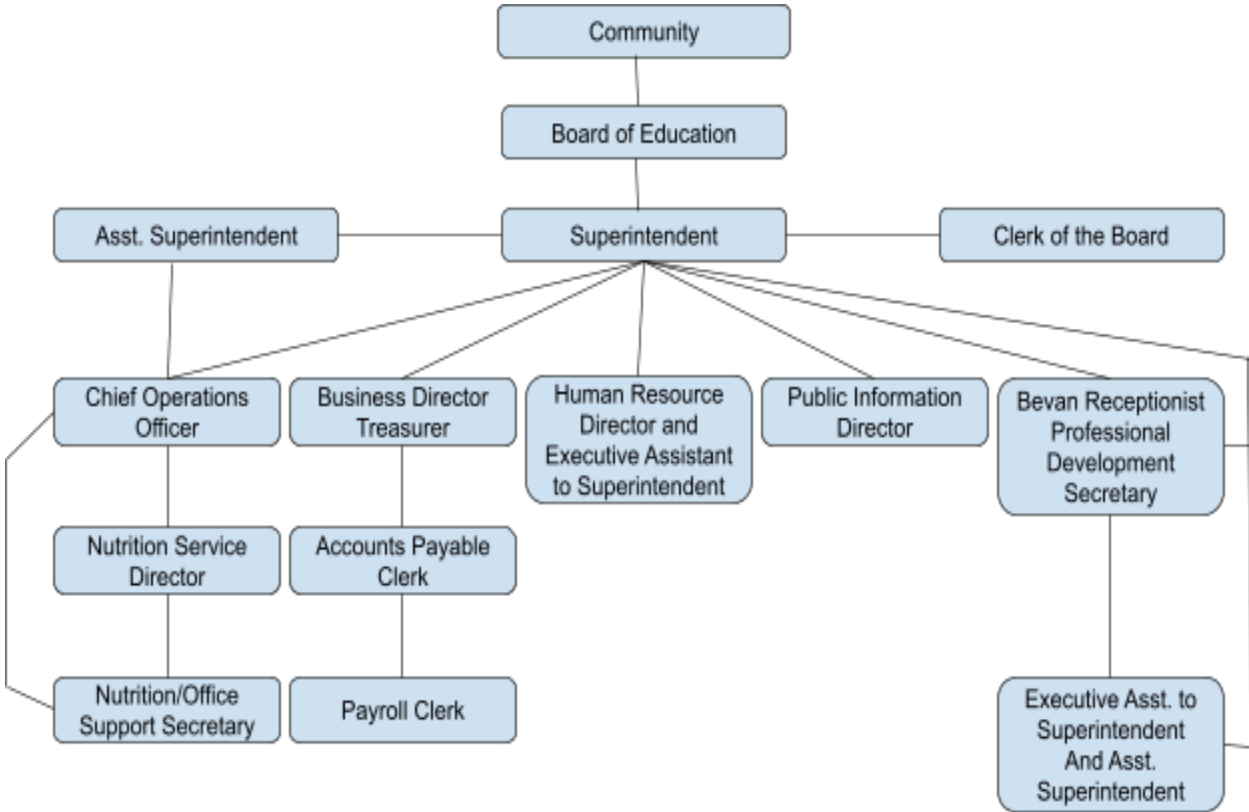 Community
Board of Education
Asst. Superintendent
Superintendent
Clerk of the Board
Chief Operations
Officer
Business Director
Treasurer
Human Resource
Director and
Executive Assistant
to Superintendent
Public Information
Director
Bevan Receptionist
Professional
Development
Secretary
Nutrition Service
Director
Accounts Payable
Clerk
Nutrition/Office
Support Secretary
Payroll Clerk
Executive Asst. to
Superintendent
And Asst.
Superintendent